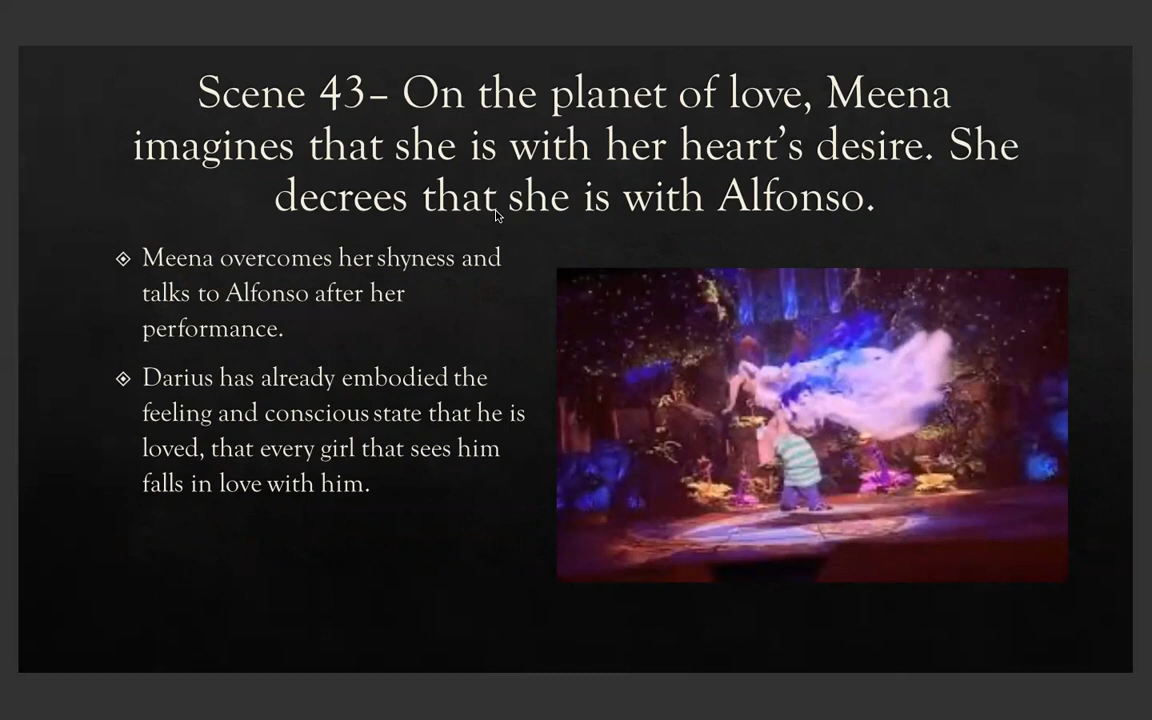 Scene 43– On the planet of love, Meena
imagines that she is with her heart’s desire. She
decrees that she is with Alfonso.
Meena overcomes her shyness and
talks to Alfonso after her
performance.
Darius has already embodied the
feeling and conscious state that he is
loved, that every girl that sees him
falls in love with him.